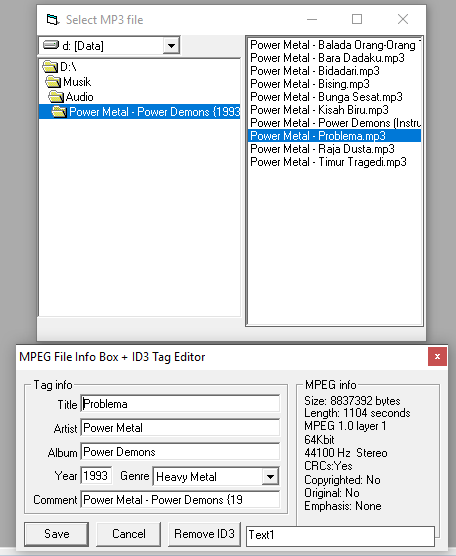 Select MP3 file
d: [Data]
D:\
Musik
Audio
Power Metal - Power Demons {1993
Power Metal - Balada Orang-Orang
Power Metal - Bara Dadaku.mp3
Power Metal - Bidadari.mp3
Power Metal - Bising.mp3
Power Metal - Bunga Sesat.mp3
Power Metal - Kisah Biru.mp3
Power Metal - Power Demons (Instru
Power Metal - Problema.mp3
Power Metal - Raja Dusta.mp3
Power Metal - Timur Tragedi.mp3
MPEG File Info Box + ID3 Tag Editor
Tag info
Title Problema
Artist Power Metal
Album Power Demons
Year 1993 Genre Heavy Metal
Comment Power Metal - Power Demons {19
Save Cancel Remove ID3
MPEG info
Size: 8837392 bytes
Length: 1104 seconds
MPEG 1.0 layer 1
64Kbit
44100 Hz Stereo
CRCs:Yes
Copyrighted: No
Original: No
Emphasis: None
Text1